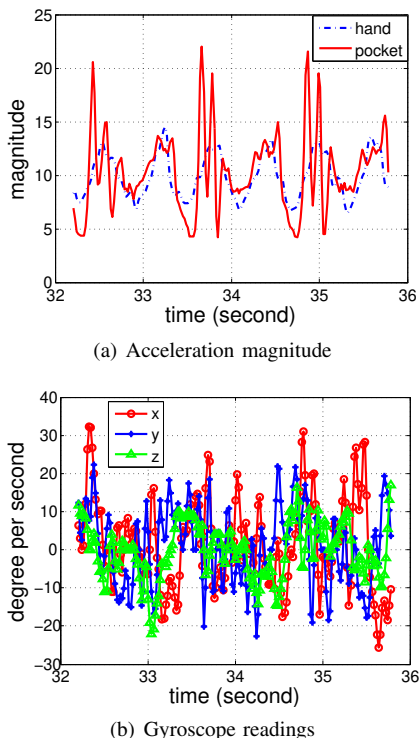 hand
pocket
25
20
15
10
5
0
magnitude
32 33 34 35 36
time (second)
(a) Acceleration magnitude
x
y
z
40
30
20
10
0
−10
−20
−30
degree per second
32 33 34 35 36
time (second)
(b) Gyroscope readings